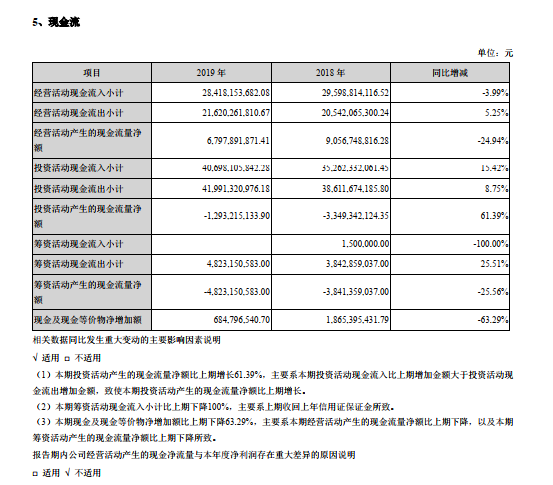 5、现金流
单位：元
项目 2019 年 2018 年 同比增减
经营活动现金流入小计 28,418,153,682.08 29,598,814,116.52 -3.99%
经营活动现金流出小计 21,620,261,810.67 20,542,065,300.24 5.25%
经营活动产生的现金流量净
额 6,797,891,871.41 9,056,748,816.28 -24.94%
投资活动现金流入小计 40,698,105,842.28 35,262,332,061.45 15.42%
投资活动现金流出小计 41,991,320,976.18 38,611,674,185.80 8.75%
投资活动产生的现金流量净
额 -1,293,215,133.90 -3,349,342,124.35 61.39%
筹资活动现金流入小计 1,500,000.00 -100.00%
筹资活动现金流出小计 4,823,150,583.00 3,842,859,037.00 25.51%
筹资活动产生的现金流量净
额 -4,823,150,583.00 -3,841,359,037.00 -25.56%
现金及现金等价物净增加额 684,796,540.70 1,865,395,431.79 -63.29%
相关数据同比发生重大变动的主要影响因素说明
√ 适用 □ 不适用
（1）本期投资活动产生的现金流量净额比上期增长61.39%，主要系本期投资活动现金流入比上期增加金额大于投资活动现
金流出增加金额，致使本期投资活动产生的现金流量净额比上期增长。
（2）本期筹资活动现金流入小计比上期下降100%，主要系上期收回上年信用证保证金所致。
（3）本期现金及现金等价物净增加额比上期下降63.29%，主要系本期经营活动产生的现金流量净额比上期下降，以及本期
筹资活动产生的现金流量净额比上期下降所致。
报告期内公司经营活动产生的现金净流量与本年度净利润存在重大差异的原因说明
□ 适用 √ 不适用